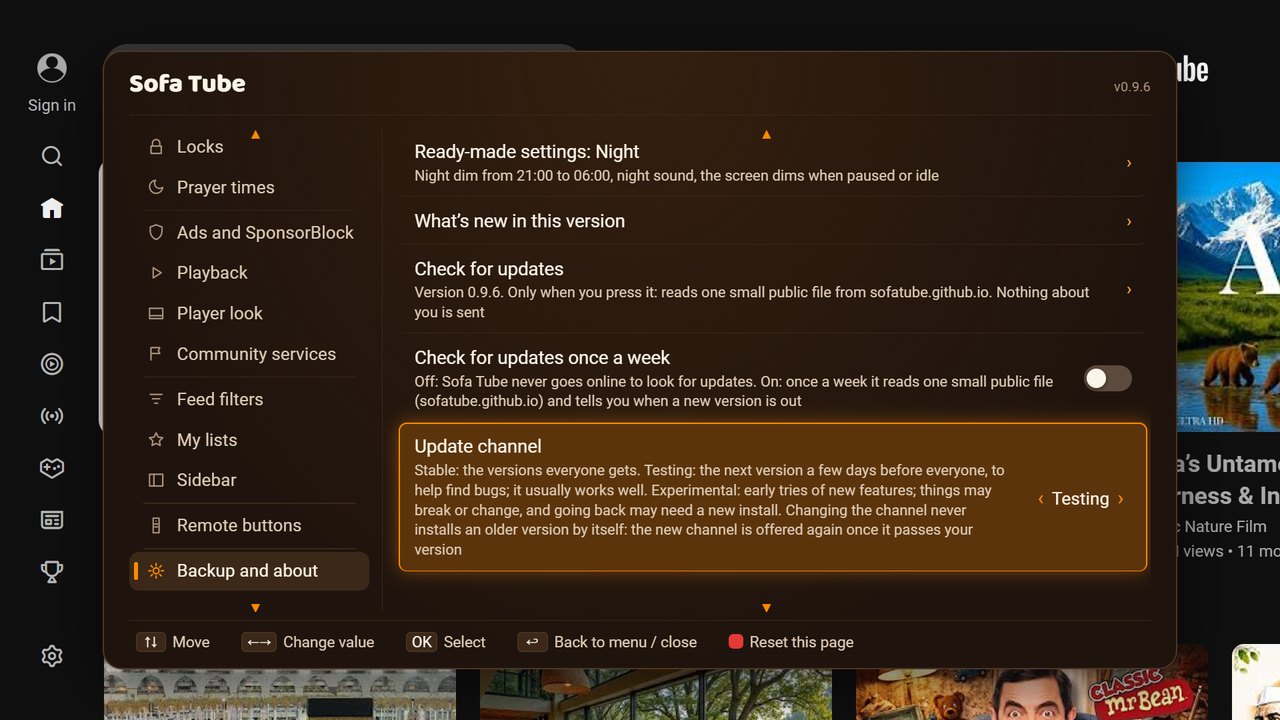 Sign in
Sofa Tube
v0.9.6
Locks
Prayer times
Ads and SponsorBlock
Playback
Player look
Community services
Feed filters
My lists
Sidebar
Remote buttons
Backup and about
Ready-made settings: Night
Night dim from 21:00 to 06:00, night sound, the screen dims when paused or idle
What’s new in this version
Check for updates
Version 0.9.6. Only when you press it: reads one small public file from sofatube.github.io. Nothing about
you is sent
Check for updates once a week
Off: Sofa Tube never goes online to look for updates. On: once a week it reads one small public file
(sofatube.github.io) and tells you when a new version is out
Update channel
Stable: the versions everyone gets. Testing: the next version a few days before everyone, to
help find bugs; it usually works well. Experimental: early tries of new features; things may
break or change, and going back may need a new install. Changing the channel never
installs an older version by itself: the new channel is offered again once it passes your
version
‹ Testing ›
Move
Change value
OK Select
Back to menu / close
Reset this page
ube
A
ULTRA HD
a’s Untam
rness & In
c Nature Film
views • 11 mo
CLASSIC
Mr Bean